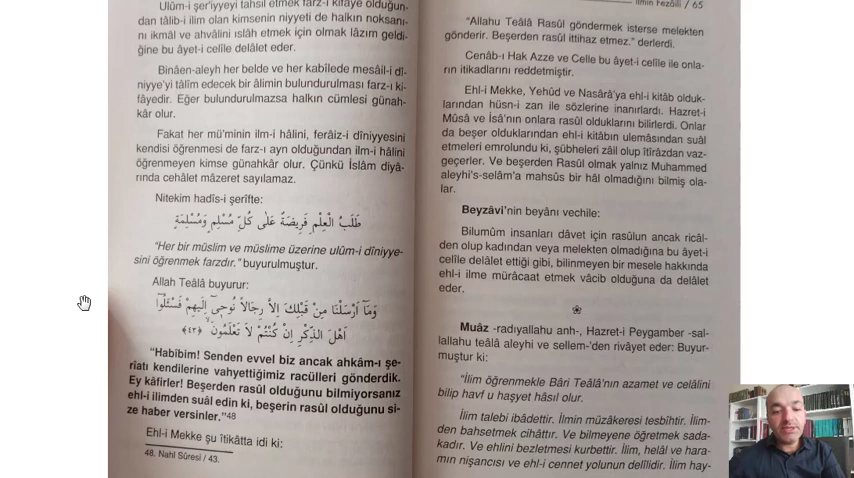 Ulûm-i şer'iyyeyi tahsil etmek farz-ı kifâye olduğun-
dan tâlib-i ilim olan kimsenin niyyeti de halkın noksanı-
nı ikmâl ve ahvâlini ıslâh etmek için olmak lâzım geldi-
ğine bu âyet-i celîle delâlet eder.
Binâen-aleyh her belde ve her kabîlede mesâil-i dî-
niyye'yi tâlîm edecek bir âlimin bulundurulması farz-ı ki-
fâyedir. Eğer bulundurulmazsa halkın cümlesi günah-
kâr olur.
Fakat her mü'minin ilm-i hâlini, ferâiz-i dîniyyesini
kendisi öğrenmesi de farz-ı ayn olduğundan ilm-i hâlini
öğrenmeyen kimse günahkâr olur. Çünkü İslâm diyâ-
rında cehâlet mâzeret sayılamaz.
Nitekim hadîs-i şerîfte:
طَلَبُ الْعِلْمِ فَرِيضَةٌ عَلٰى كُلِّ مُسْلِمٍ وَمُسْلِمَةٍ
"Her bir müslim ve müslime üzerine ulûm-i dîniyye-
sini öğrenmek farzdır." buyurulmuştur.
Allah Teâlâ buyurur:
وَمَآ اَرْسَلْنَا مِنْ قَبْلِكَ اِلاَّ رِجَالاً نُوحِىٓ اِلَيْهِمْ فَسْئَلُوٓا
اَهْلَ الذِّكْرِ اِنْ كُنْتُمْ لاَ تَعْلَمُونَ ﴿٤٣﴾
"Habîbim! Senden evvel biz ancak ahkâm-ı şe-
riatı kendilerine vahyettiğimiz racülleri gönderdik.
Ey kâfirler! Beşerden rasûl olduğunu bilmiyorsanız
ehl-i ilimden suâl edin ki, beşerin rasûl olduğunu si-
ze haber versinler."48
Ehl-i Mekke şu îtikâtta idi ki:
48. Nahl Sûresi / 43.
İlmin Fezâili / 65
"Allahu Teâlâ Rasûl göndermek isterse melekten
gönderir. Beşerden rasûl ittihaz etmez." derlerdi.
Cenâb-ı Hak Azze ve Celle bu âyet-i celîle ile onla-
rın itikadlarını reddetmiştir.
Ehl-i Mekke, Yehûd ve Nasârâ'ya ehl-i kitâb olduk-
larından hüsn-i zan ile sözlerine inanırlardı. Hazret-i
Mûsâ ve Îsâ'nın onlara rasûl olduklarını bilirlerdi. Onlar
da beşer olduklarından ehl-i kitâbın ulemâsından suâl
etmeleri emrolundu ki, şübheleri zâil olup îtirâzdan vaz-
geçerler. Ve beşerden Rasûl olmak yalnız Muhammed
aleyhi's-selâm'a mahsûs bir hâl olmadığını bilmiş ola-
lar.
Beyzâvi'nin beyânı vechile:
Bilumûm insanları dâvet için rasûlun ancak ricâl-
den olup kadından veya melekten olmadığına bu âyet-i
celîle delâlet ettiği gibi, bilinmeyen bir mesele hakkında
ehl-i ilme mürâcaat etmek vâcib olduğuna da delâlet
eder.
Muâz -radıyallahu anh-, Hazret-i Peygamber -sal-
lallahu teâlâ aleyhi ve sellem-'den rivâyet eder: Buyur-
muştur ki:
"İlim öğrenmekle Bâri Teâlâ'nın azamet ve celâlini
bilip havf u haşyet hâsıl olur.
İlim talebi ibâdettir. İlmin müzâkeresi tesbîhtir. İlim-
den bahsetmek cihâttır. Ve bilmeyene öğretmek sada-
kadır. Ve ehlini bezletmesi kurbettir. İlim, helâl ve hara-
mın nişancısı ve ehl-i cennet yolunun delîlidir. İlim hay-